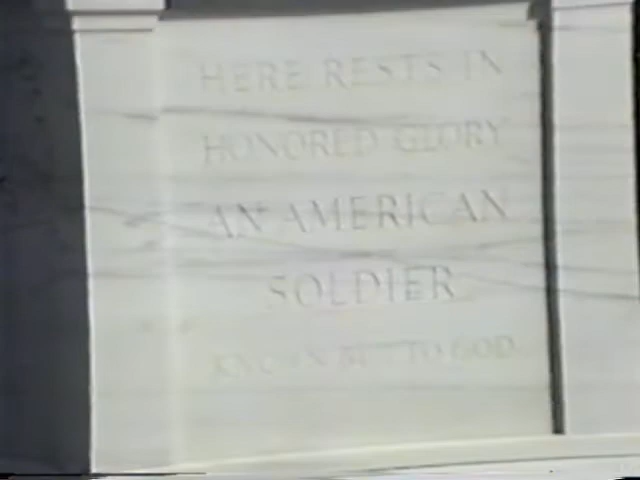 HERE RESTS IN
HONORED GLORY
AN AMERICAN
SOLDIER
KNOWN BUT TO GOD